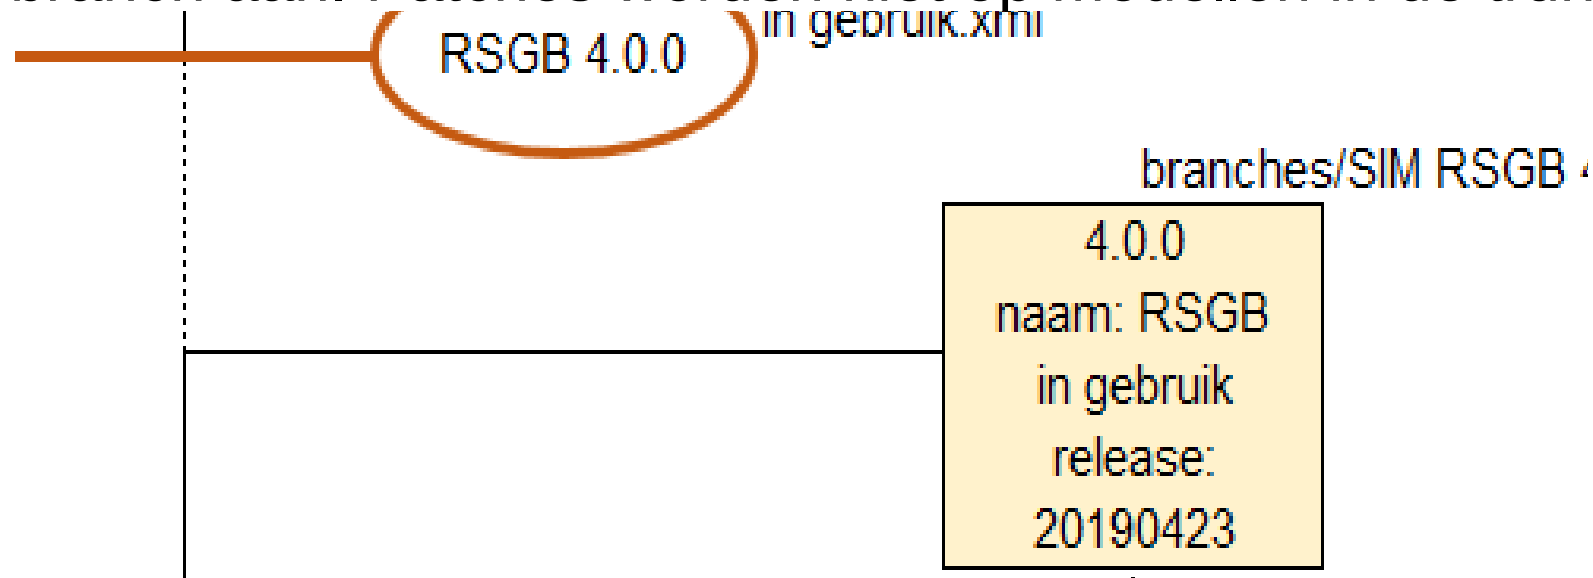 in gebruik.xml
RSGB 4.0.0
branches/SIM RSGB
4.0.0
naam: RSGB
in gebruik
release:
20190423